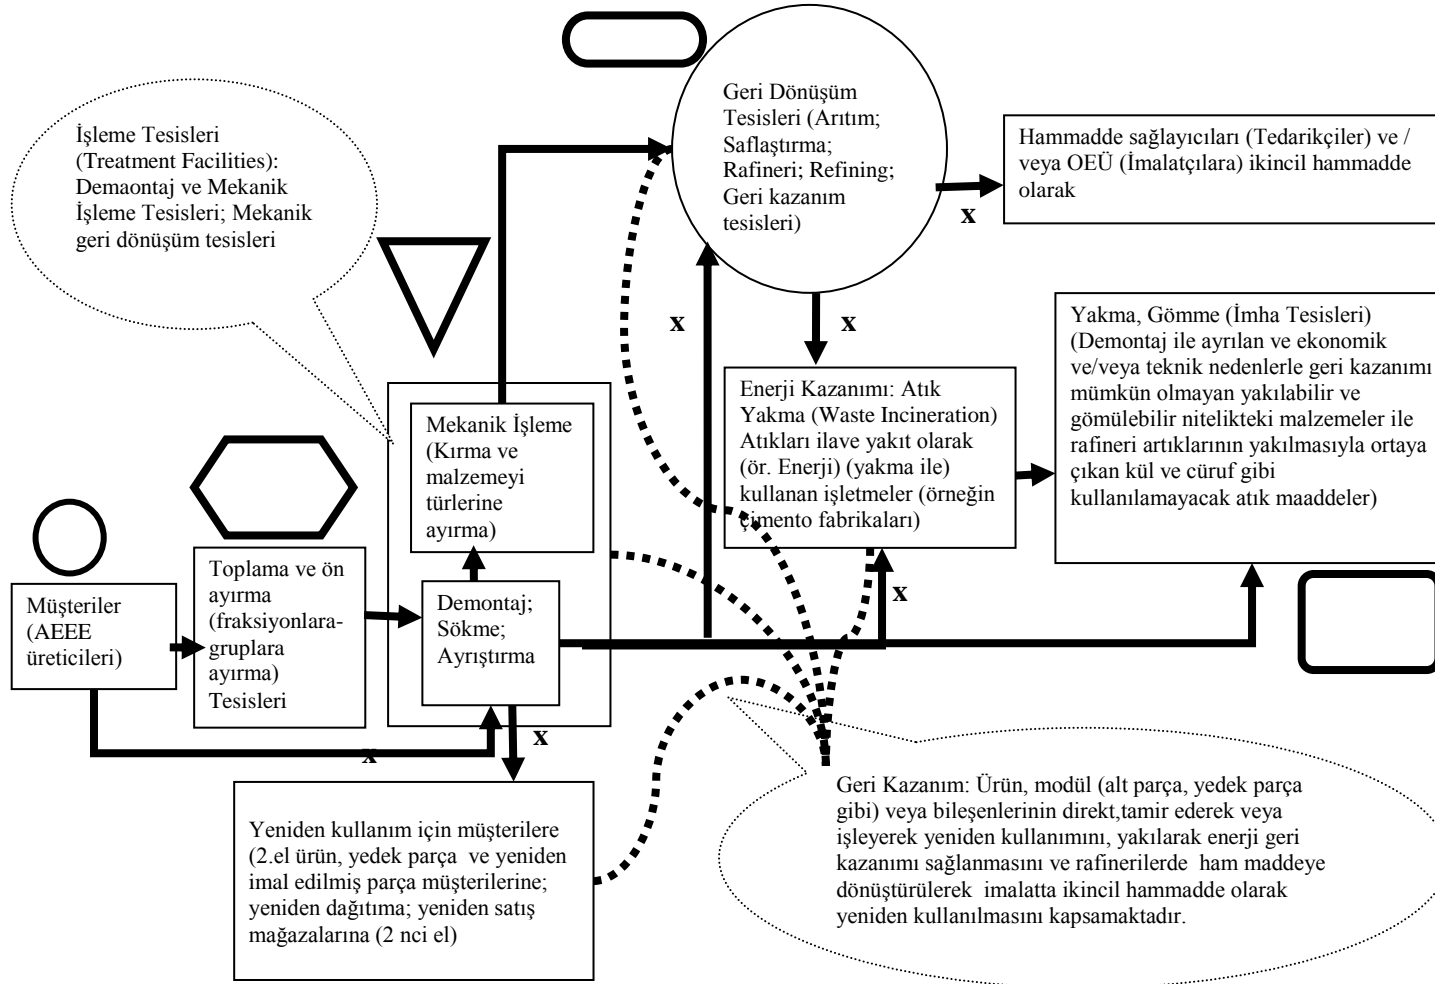 Geri Dönüşüm
Tesisleri (Arıtım;
Saflaştırma;
Rafineri; Refining;
Geri kazanım
tesisleri)
İşleme Tesisleri
(Treatment Facilities):
Demaontaj ve Mekanik
İşleme Tesisleri; Mekanik
geri dönüşüm tesisleri
Hammadde sağlayıcıları (Tedarikçiler) ve /
veya OEÜ (İmalatçılara) ikincil hammadde
olarak
x
x
x
Yakma, Gömme (İmha Tesisleri)
(Demontaj ile ayrılan ve ekonomik
ve/veya teknik nedenlerle geri kazanımı
mümkün olmayan yakılabilir ve
gömülebilir nitelikteki malzemeler ile
rafineri artıklarının yakılmasıyla ortaya
çıkan kül ve cüruf gibi
kullanılamayacak atık maaddeler)
Enerji Kazanımı: Atık
Yakma (Waste Incineration)
Atıkları ilave yakıt olarak
(ör. Enerji) (yakma ile)
kullanan işletmeler (örneğin
çimento fabrikaları)
Mekanik İşleme
(Kırma ve
malzemeyi
türlerine
ayırma)
Toplama ve ön
ayırma
(fraksiyonlara-
gruplara
ayırma)
Tesisleri
Müşteriler
(AEEE
üreticileri)
Demontaj;
Sökme;
Ayrıştırma
x
x
x
Yeniden kullanım için müşterilere
(2.el ürün, yedek parça ve yeniden
imal edilmiş parça müşterilerine;
yeniden dağıtıma; yeniden satış
mağazalarına (2 nci el)
Geri Kazanım: Ürün, modül (alt parça, yedek parça
gibi) veya bileşenlerinin direkt,tamir ederek veya
işleyerek yeniden kullanımını, yakılarak enerji geri
kazanımı sağlanmasını ve rafinerilerde ham maddeye
dönüştürülerek imalatta ikincil hammadde olarak
yeniden kullanılmasını kapsamaktadır.